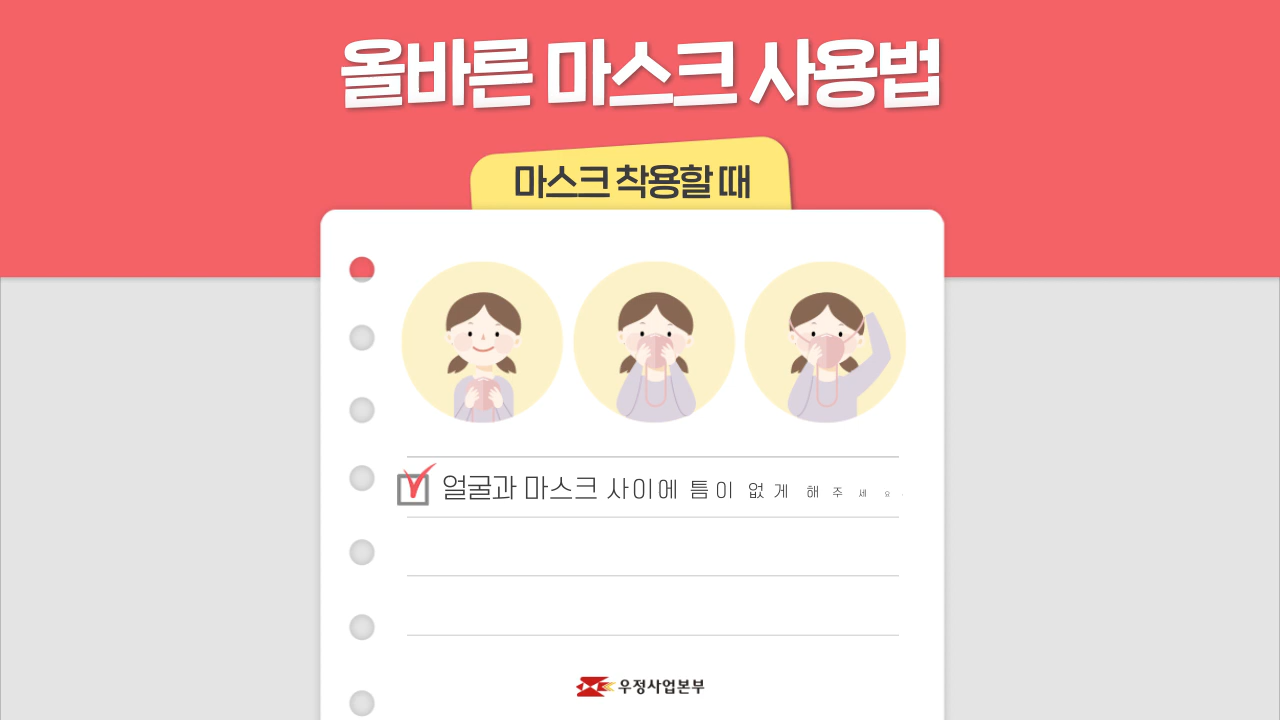 올바른 마스크 사용법
마스크 착용할 때
얼굴과 마스크 사이에 틈이 없게 해주세요.
우정사업본부